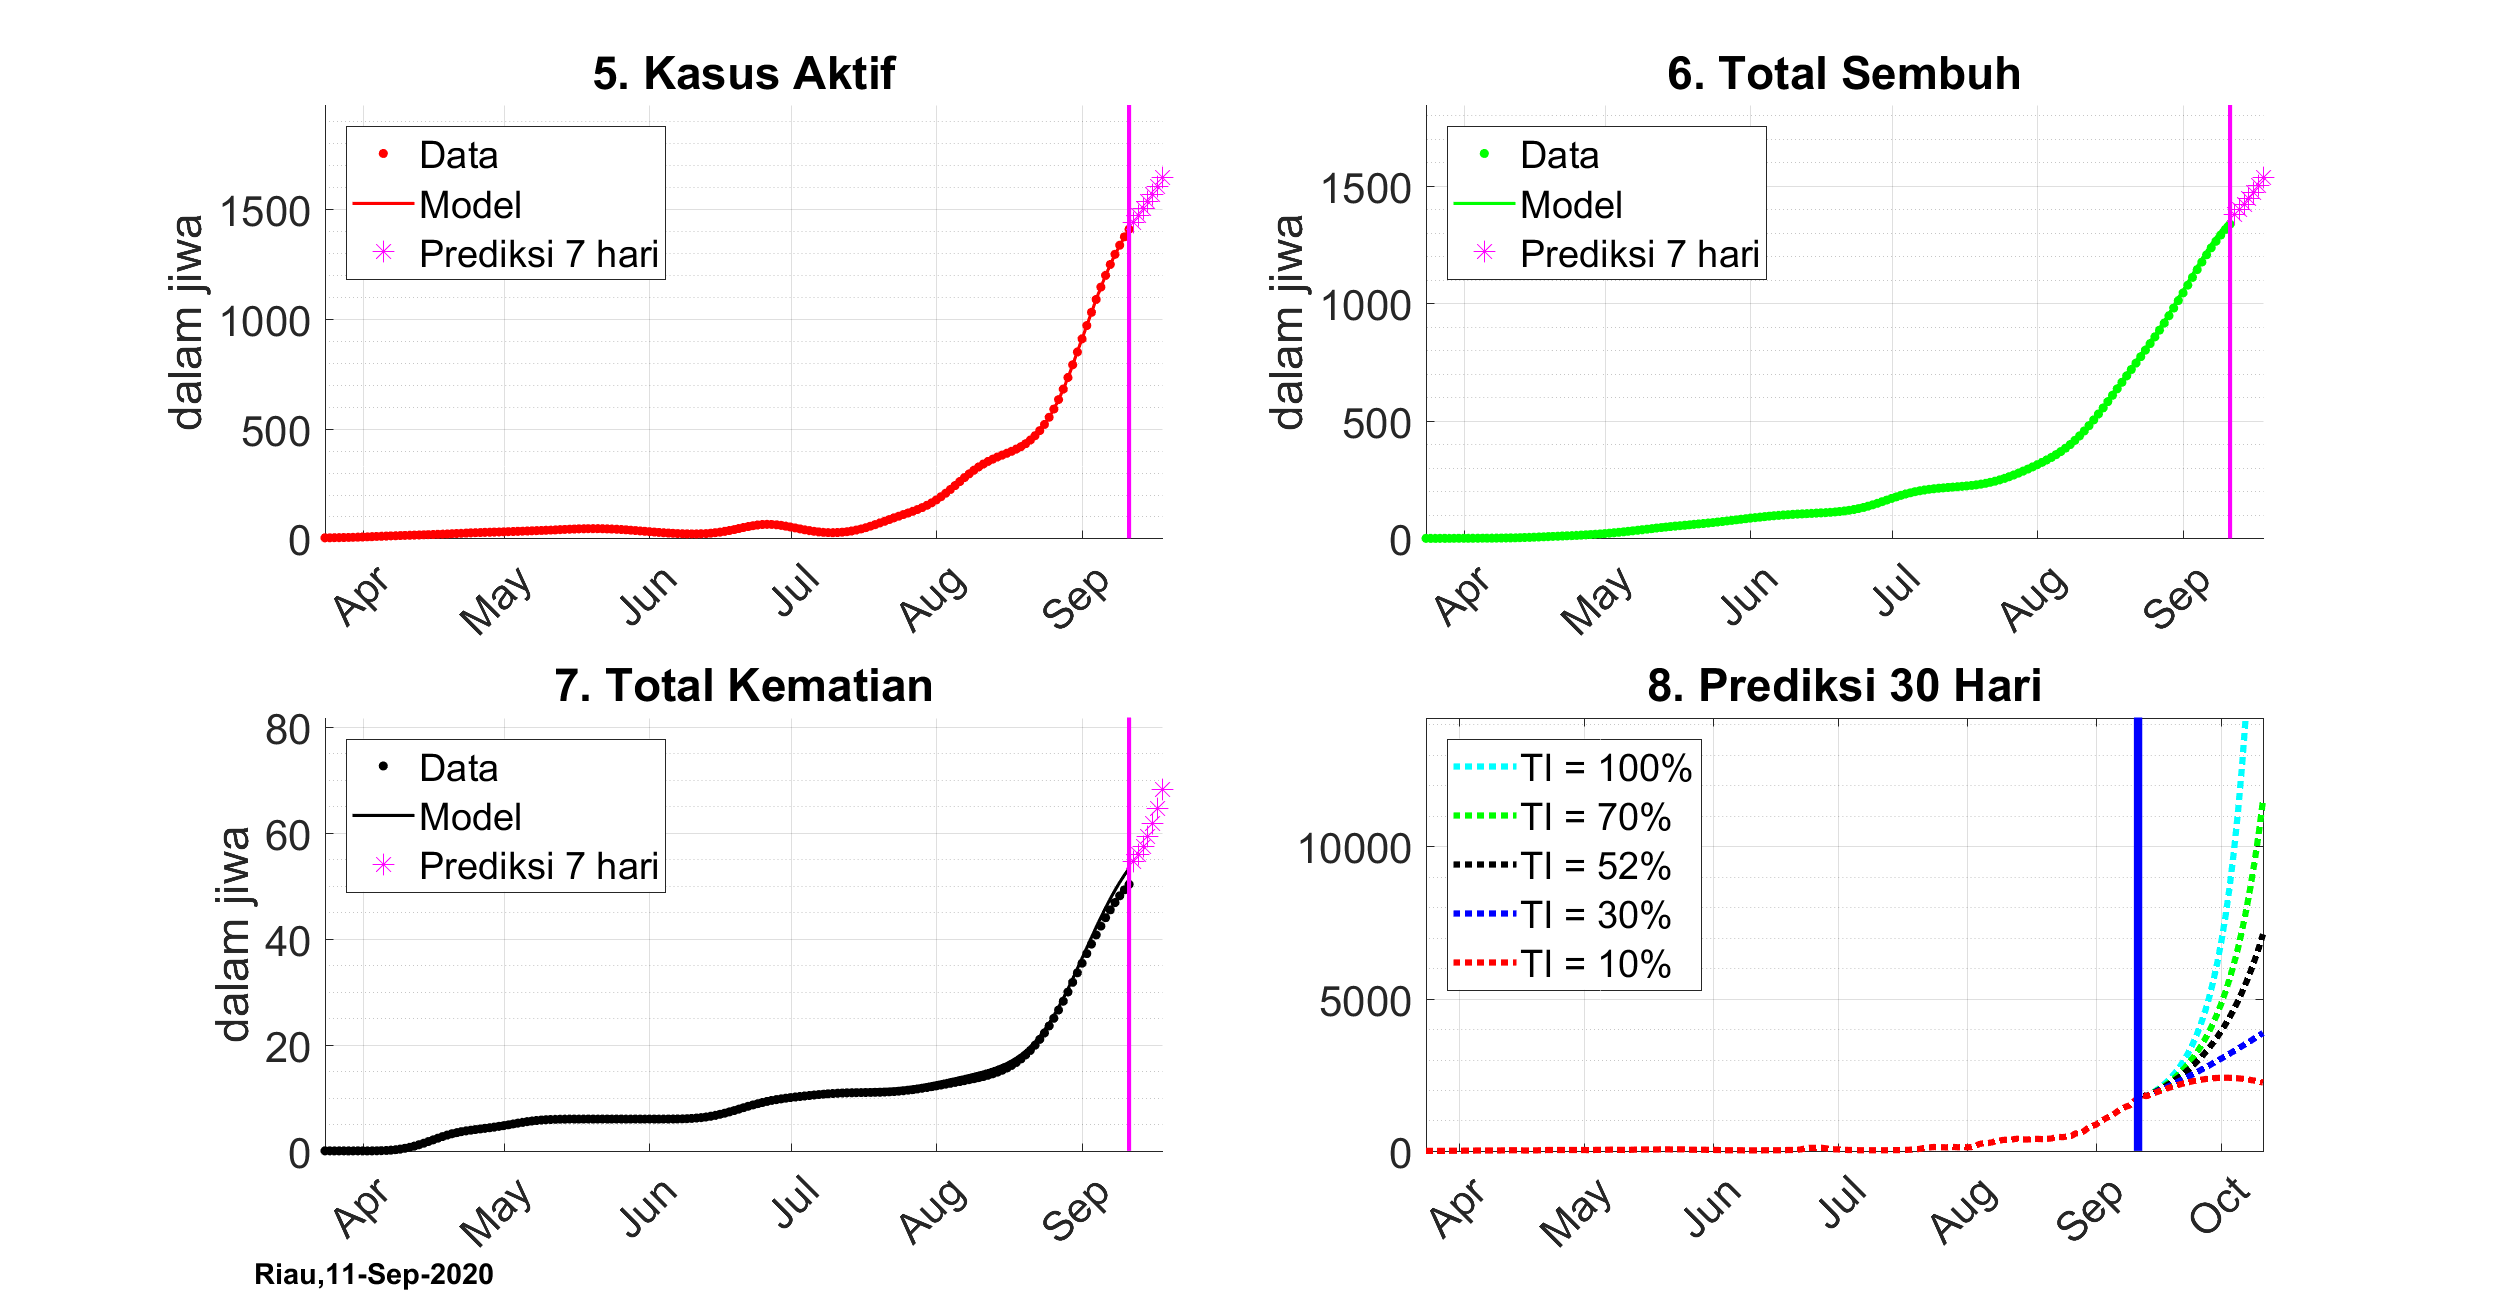 5. Kasus Aktif
dalam jiwa
1500
1000
500
0
Data
Model
Prediksi 7 hari
Apr
May
Jun
Jul
Aug
Sep
6. Total Sembuh
dalam jiwa
1500
1000
500
0
Data
Model
Prediksi 7 hari
Apr
May
Jun
Jul
Aug
Sep
7. Total Kematian
dalam jiwa
80
60
40
20
0
Data
Model
Prediksi 7 hari
Apr
May
Jun
Jul
Aug
Sep
8. Prediksi 30 Hari
10000
5000
0
TI = 100%
TI = 70%
TI = 52%
TI = 30%
TI = 10%
Apr
May
Jun
Jul
Aug
Sep
Oct
Riau,11-Sep-2020